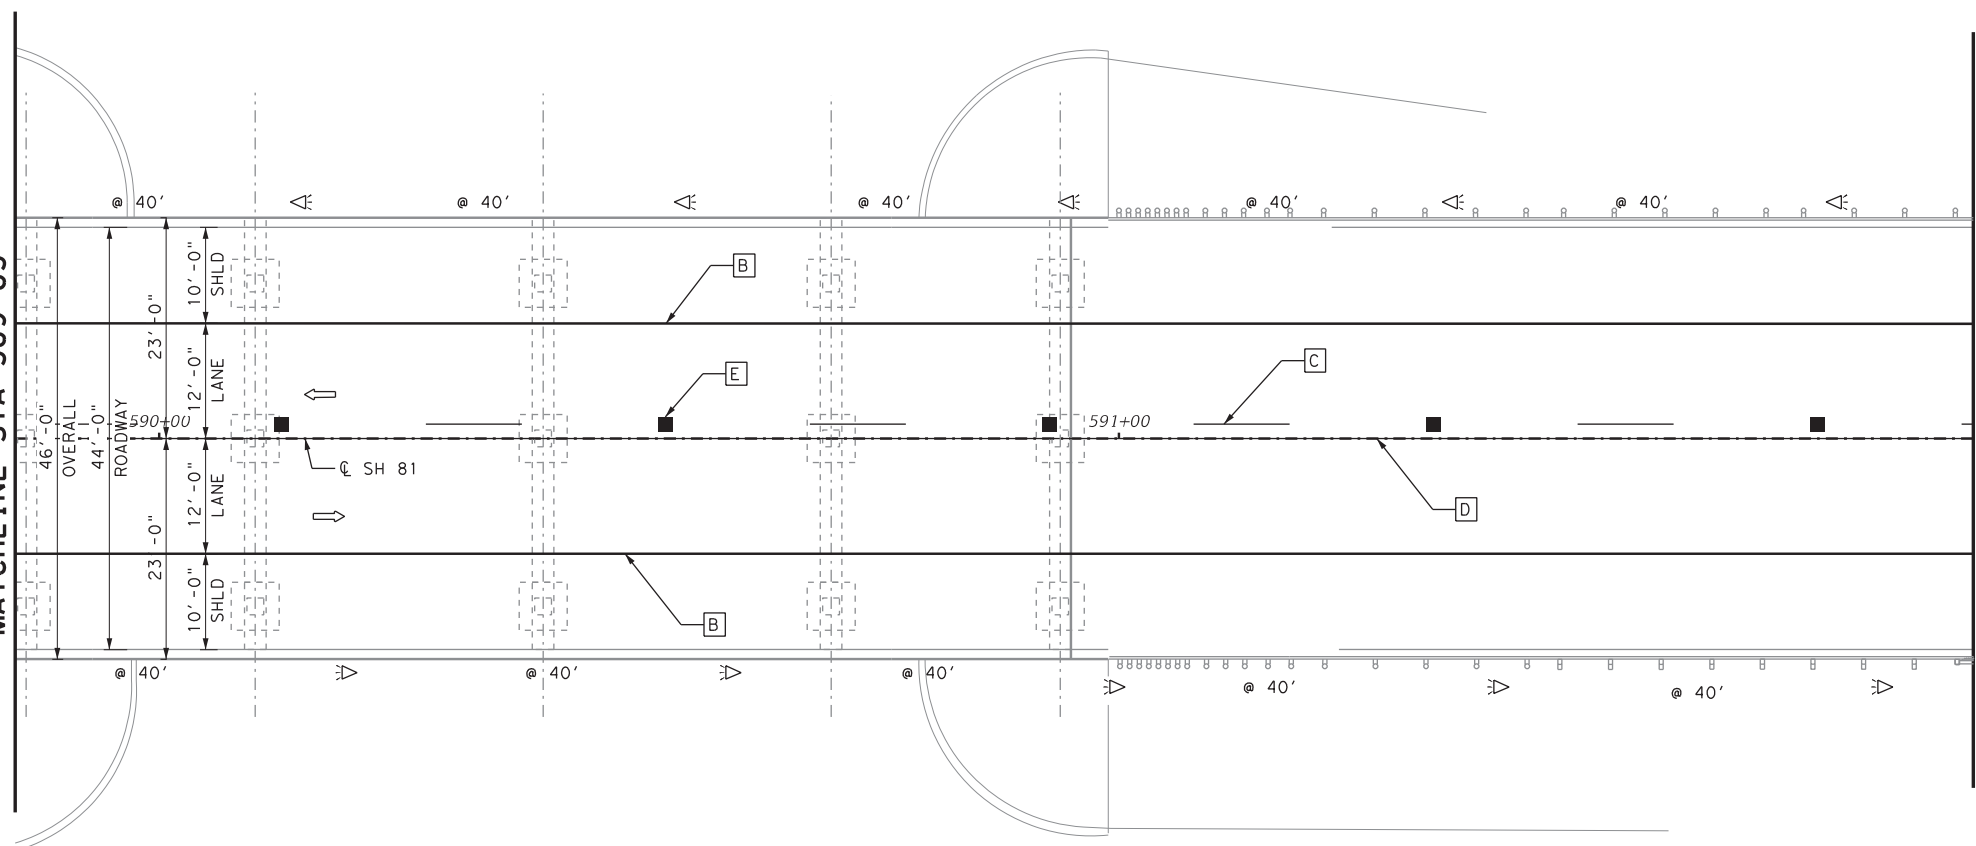 @ 40'
@ 40'
@ 40'
@ 40'
@ 40'
10'-0"
SHLD
B
23'-0"
12'-0"
LANE
E
C
590+00
591+00
46'-0"
OVERALL
44'-0"
ROADWAY
℄ SH 81
12'-0"
LANE
D
23'-0"
10'-0"
SHLD
B
@ 40'
@ 40'
@ 40'
@ 40'
@ 40'